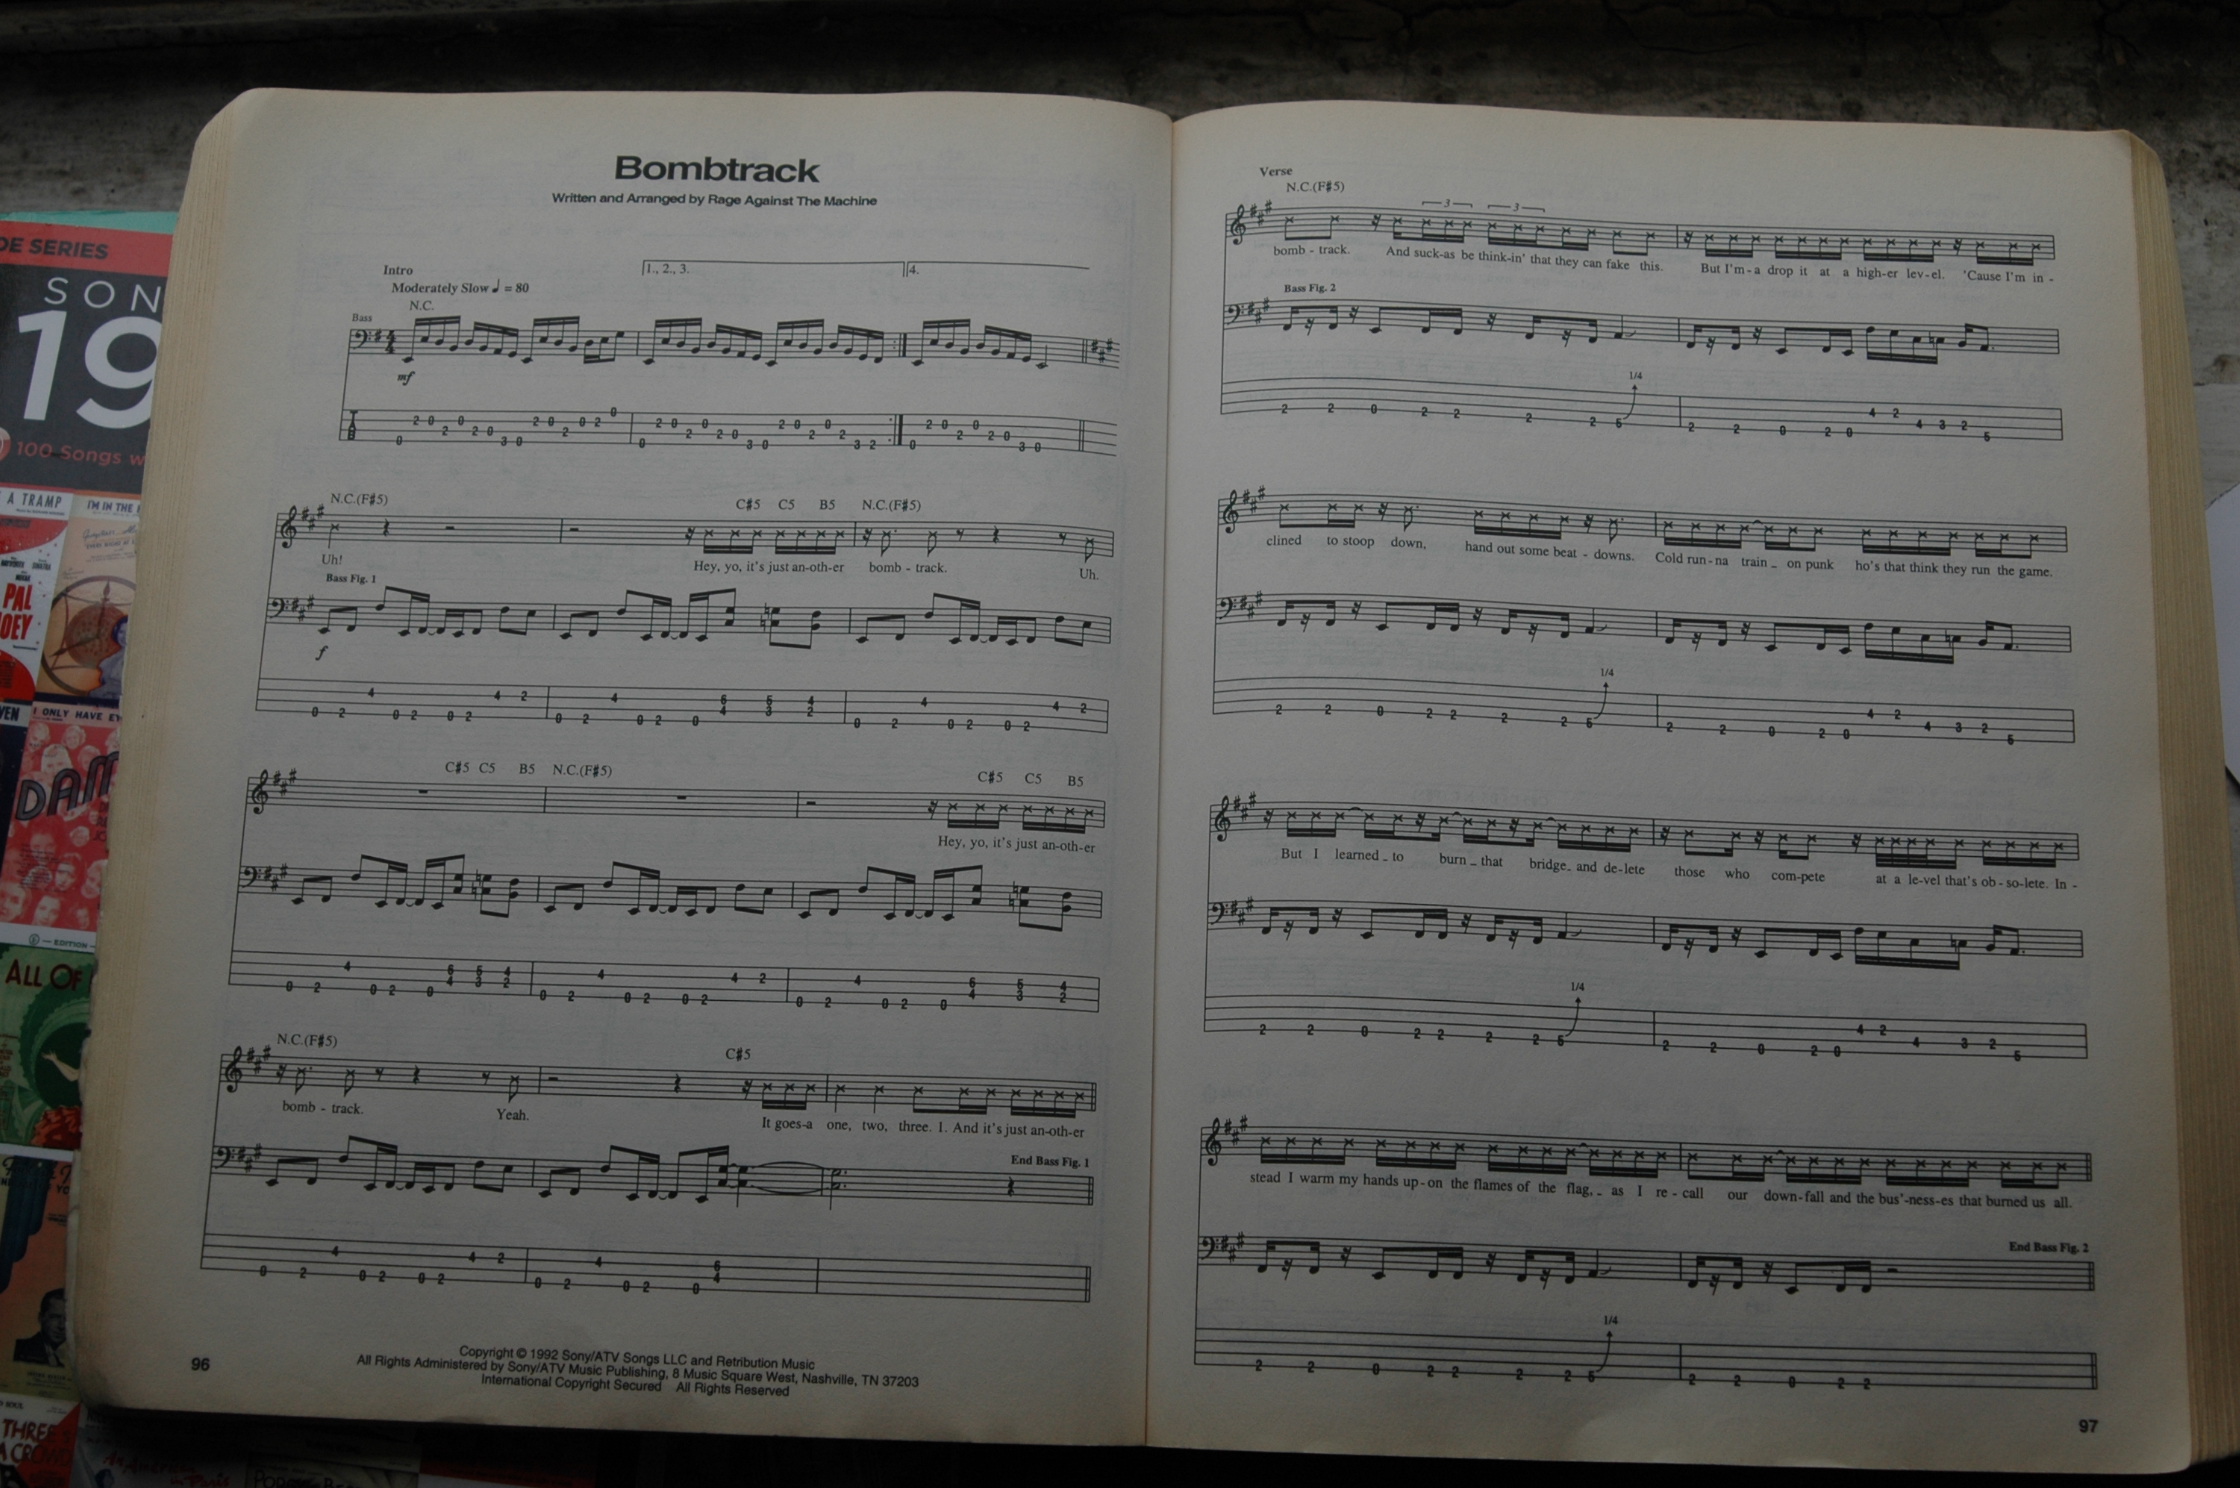 Bombtrack
Written and Arranged by Rage Against The Machine
Intro
Moderately Slow ♩ = 80
N.C.
1., 2., 3.
4.
Bass
mf
N.C.(F#5) C#5 C5 B5 N.C.(F#5)
Uh! Hey, yo, it's just an-oth-er bomb - track. Uh.
Bass Fig. 1
f
C#5 C5 B5 N.C.(F#5) C#5 C5 B5
Hey, yo, it's just an-oth-er
N.C.(F#5) C#5
bomb - track. Yeah. It goes-a one, two, three. 1. And it's just an-oth-er
End Bass Fig. 1
Copyright © 1992 Sony/ATV Songs LLC and Retribution Music
All Rights Administered by Sony/ATV Music Publishing, 8 Music Square West, Nashville, TN 37203
International Copyright Secured All Rights Reserved
96
Verse
N.C.(F#5)
3 3
bomb - track. And suck-as be think-in' that they can fake this. But I'm - a drop it at a high-er lev-el. 'Cause I'm in -
Bass Fig. 2
1/4
clined to stoop down, hand out some beat - downs. Cold run - na train _ on punk ho's that think they run the game.
1/4
But I learned _ to burn _ that bridge _ and de-lete those who com-pete at a le-vel that's ob - so-lete. In -
1/4
stead I warm my hands up-on the flames of the flag, _ as I re - call our down-fall and the bus'-ness-es that burned us all.
End Bass Fig. 2
1/4
97
DE SERIES
SON
19
100 Songs w
A TRAMP
I'M IN THE
PAL
JOEY
I ONLY HAVE EY
DAM
EDITION
ALL OF
THREE
A CROWD